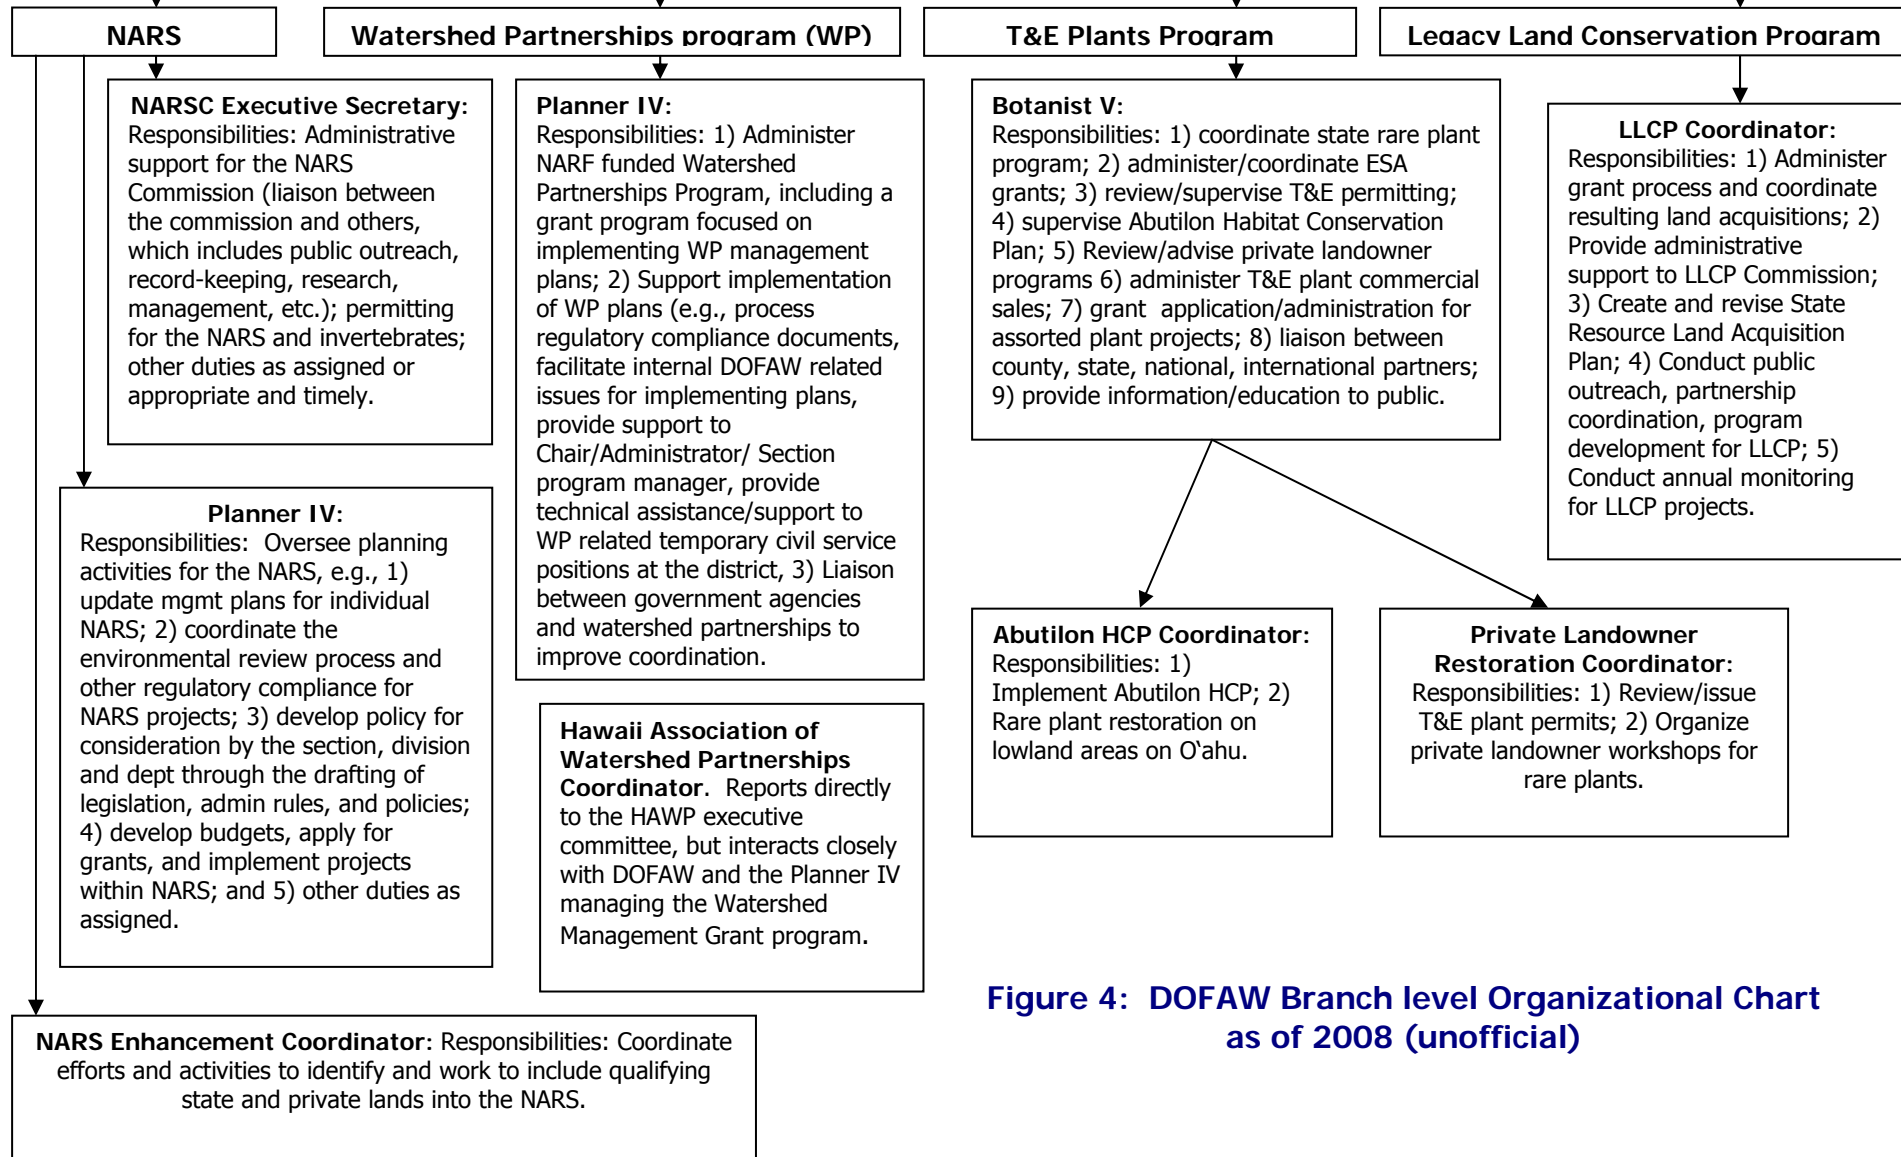 NARS
Watershed Partnerships program (WP)
T&E Plants Program
Legacy Land Conservation Program
NARSC Executive Secretary:
Responsibilities: Administrative
support for the NARS
Commission (liaison between
the commission and others,
which includes public outreach,
record-keeping, research,
management, etc.); permitting
for the NARS and invertebrates;
other duties as assigned or
appropriate and timely.
Planner IV:
Responsibilities:  Oversee planning
activities for the NARS, e.g., 1)
update mgmt plans for individual
NARS; 2) coordinate the
environmental review process and
other regulatory compliance for
NARS projects; 3) develop policy for
consideration by the section, division
and dept through the drafting of
legislation, admin rules, and policies;
4) develop budgets, apply for
grants, and implement projects
within NARS; and 5) other duties as
assigned.
NARS Enhancement Coordinator: Responsibilities: Coordinate
efforts and activities to identify and work to include qualifying
state and private lands into the NARS.
Planner IV:
Responsibilities: 1) Administer
NARF funded Watershed
Partnerships Program, including a
grant program focused on
implementing WP management
plans; 2) Support implementation
of WP plans (e.g., process
regulatory compliance documents,
facilitate internal DOFAW related
issues for implementing plans,
provide support to
Chair/Administrator/ Section
program manager, provide
technical assistance/support to
WP related temporary civil service
positions at the district, 3) Liaison
between government agencies
and watershed partnerships to
improve coordination.
Hawaii Association of
Watershed Partnerships
Coordinator.  Reports directly
to the HAWP executive
committee, but interacts closely
with DOFAW and the Planner IV
managing the Watershed
Management Grant program.
Botanist V:
Responsibilities: 1) coordinate state rare plant
program; 2) administer/coordinate ESA
grants; 3) review/supervise T&E permitting;
4) supervise Abutilon Habitat Conservation
Plan; 5) Review/advise private landowner
programs 6) administer T&E plant commercial
sales; 7) grant  application/administration for
assorted plant projects; 8) liaison between
county, state, national, international partners;
9) provide information/education to public.
Abutilon HCP Coordinator:
Responsibilities: 1)
Implement Abutilon HCP; 2)
Rare plant restoration on
lowland areas on O‘ahu.
Private Landowner
Restoration Coordinator:
Responsibilities: 1) Review/issue
T&E plant permits; 2) Organize
private landowner workshops for
rare plants.
LLCP Coordinator:
Responsibilities: 1) Administer
grant process and coordinate
resulting land acquisitions; 2)
Provide administrative
support to LLCP Commission;
3) Create and revise State
Resource Land Acquisition
Plan; 4) Conduct public
outreach, partnership
coordination, program
development for LLCP; 5)
Conduct annual monitoring
for LLCP projects.
Figure 4:  DOFAW Branch level Organizational Chart
as of 2008 (unofficial)